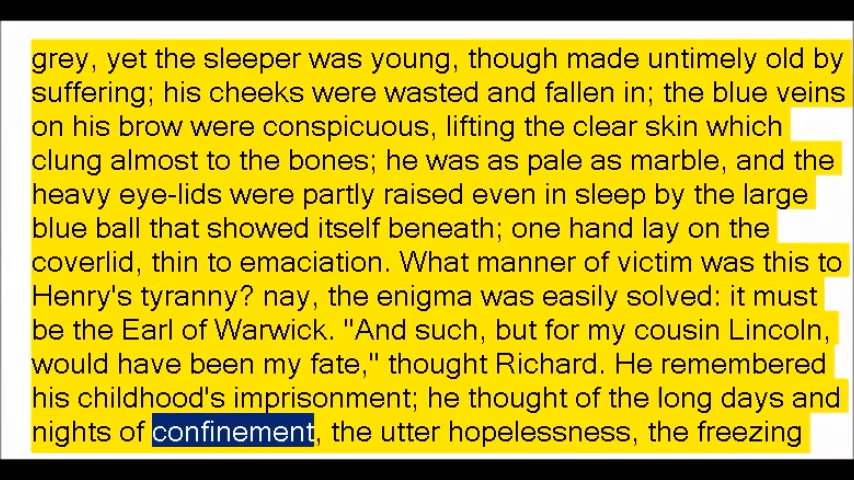 grey, yet the sleeper was young, though made untimely old by
suffering; his cheeks were wasted and fallen in; the blue veins
on his brow were conspicuous, lifting the clear skin which
clung almost to the bones; he was as pale as marble, and the
heavy eye-lids were partly raised even in sleep by the large
blue ball that showed itself beneath; one hand lay on the
coverlid, thin to emaciation. What manner of victim was this to
Henry's tyranny? nay, the enigma was easily solved: it must
be the Earl of Warwick. "And such, but for my cousin Lincoln,
would have been my fate," thought Richard. He remembered
his childhood's imprisonment; he thought of the long days and
nights of confinement, the utter hopelessness, the freezing